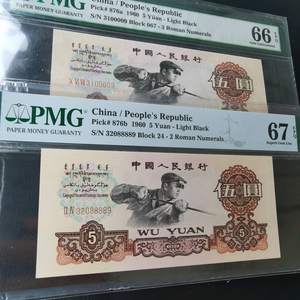 China / People's Republic
Pick# 876a 1960 5 Yuan - Light Black
S/N 3100009 Block 067 - 3 Roman Numerals
66 EPQ
PMG
PAPER MONEY GUARANTY
中国人民银行
3100009
伍圆
PMG
PAPER MONEY GUARANTY
China / People's Republic
Pick# 876b 1960 5 Yuan - Light Black
S/N 32088889 Block 24 - 2 Roman Numerals
67
Superb Gem Unc
中国人民银行
伍圆
32088889
5
WU YUAN
5